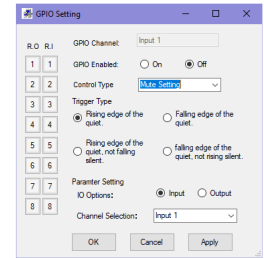 GPIO Setting
R.O R.I
GPIO Channel: Input 1
1 1 GPIO Enabled: On Off
2 2 Control Type Mute Setting
3 3 Trigger Type
Rising edge of the quiet.
Falling edge of the quiet.
4 4
5 5
Rising edge of the quiet, not falling silent.
falling edge of the quiet, not rising silent.
6 6
7 7 Paramter Setting
IO Options: Input Output
8 8
Channel Selection: Input 1
OK Cancel Apply